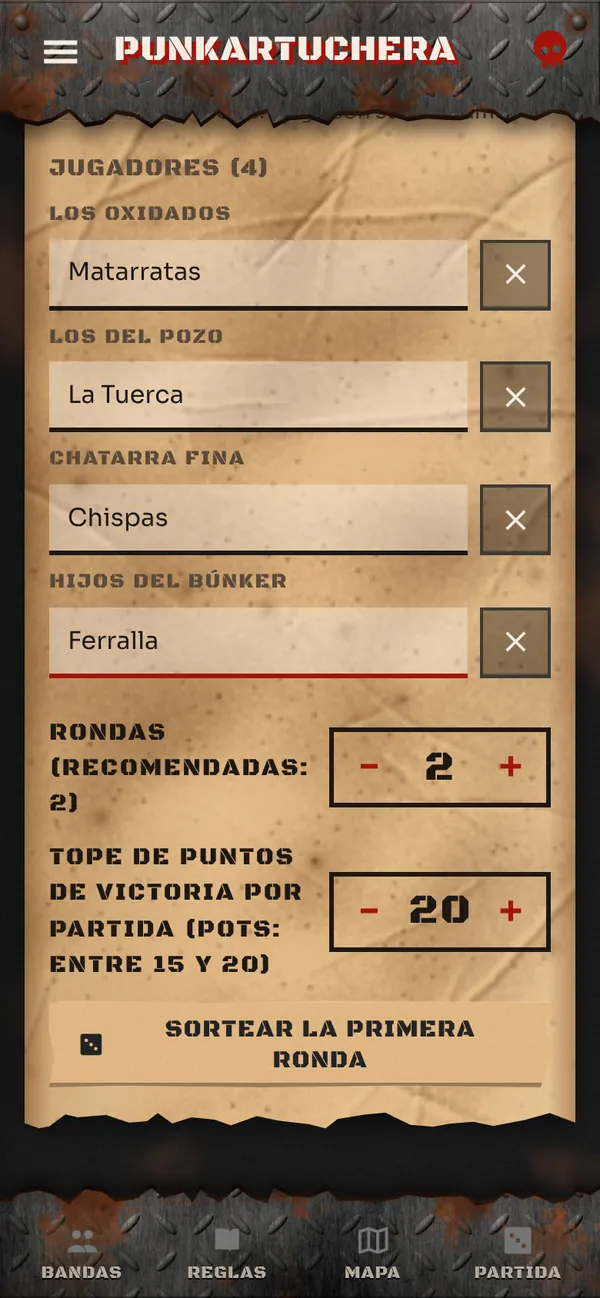 PUNKARTUCHERA
JUGADORES (4)
LOS OXIDADOS
Matarratas
LOS DEL POZO
La Tuerca
CHATARRA FINA
Chispas
HIJOS DEL BÚNKER
Ferralla
RONDAS
(RECOMENDADAS:
2)
- 2 +
TOPE DE PUNTOS
DE VICTORIA POR
PARTIDA (POTS:
ENTRE 15 Y 20)
- 20 +
SORTEAR LA PRIMERA
RONDA
BANDAS REGLAS MAPA PARTIDA